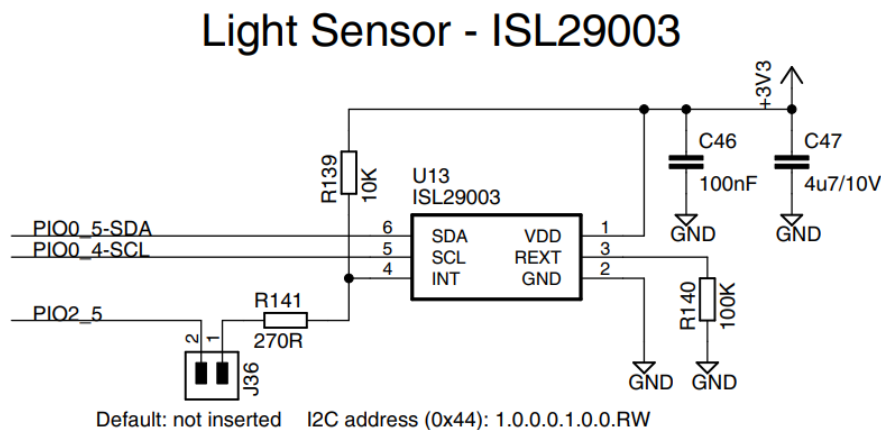 Light Sensor - ISL29003
+3V3
R139
10K
C46
100nF
GND
C47
4u7/10V
GND
U13
ISL29003
PIO0_5-SDA
6
SDA
VDD
1
PIO0_4-SCL
5
SCL
REXT
3
4
INT
GND
2
PIO2_5
R141
270R
R140
100K
2
1
J36
GND
GND
Default: not inserted I2C address (0x44): 1.0.0.0.1.0.0.RW